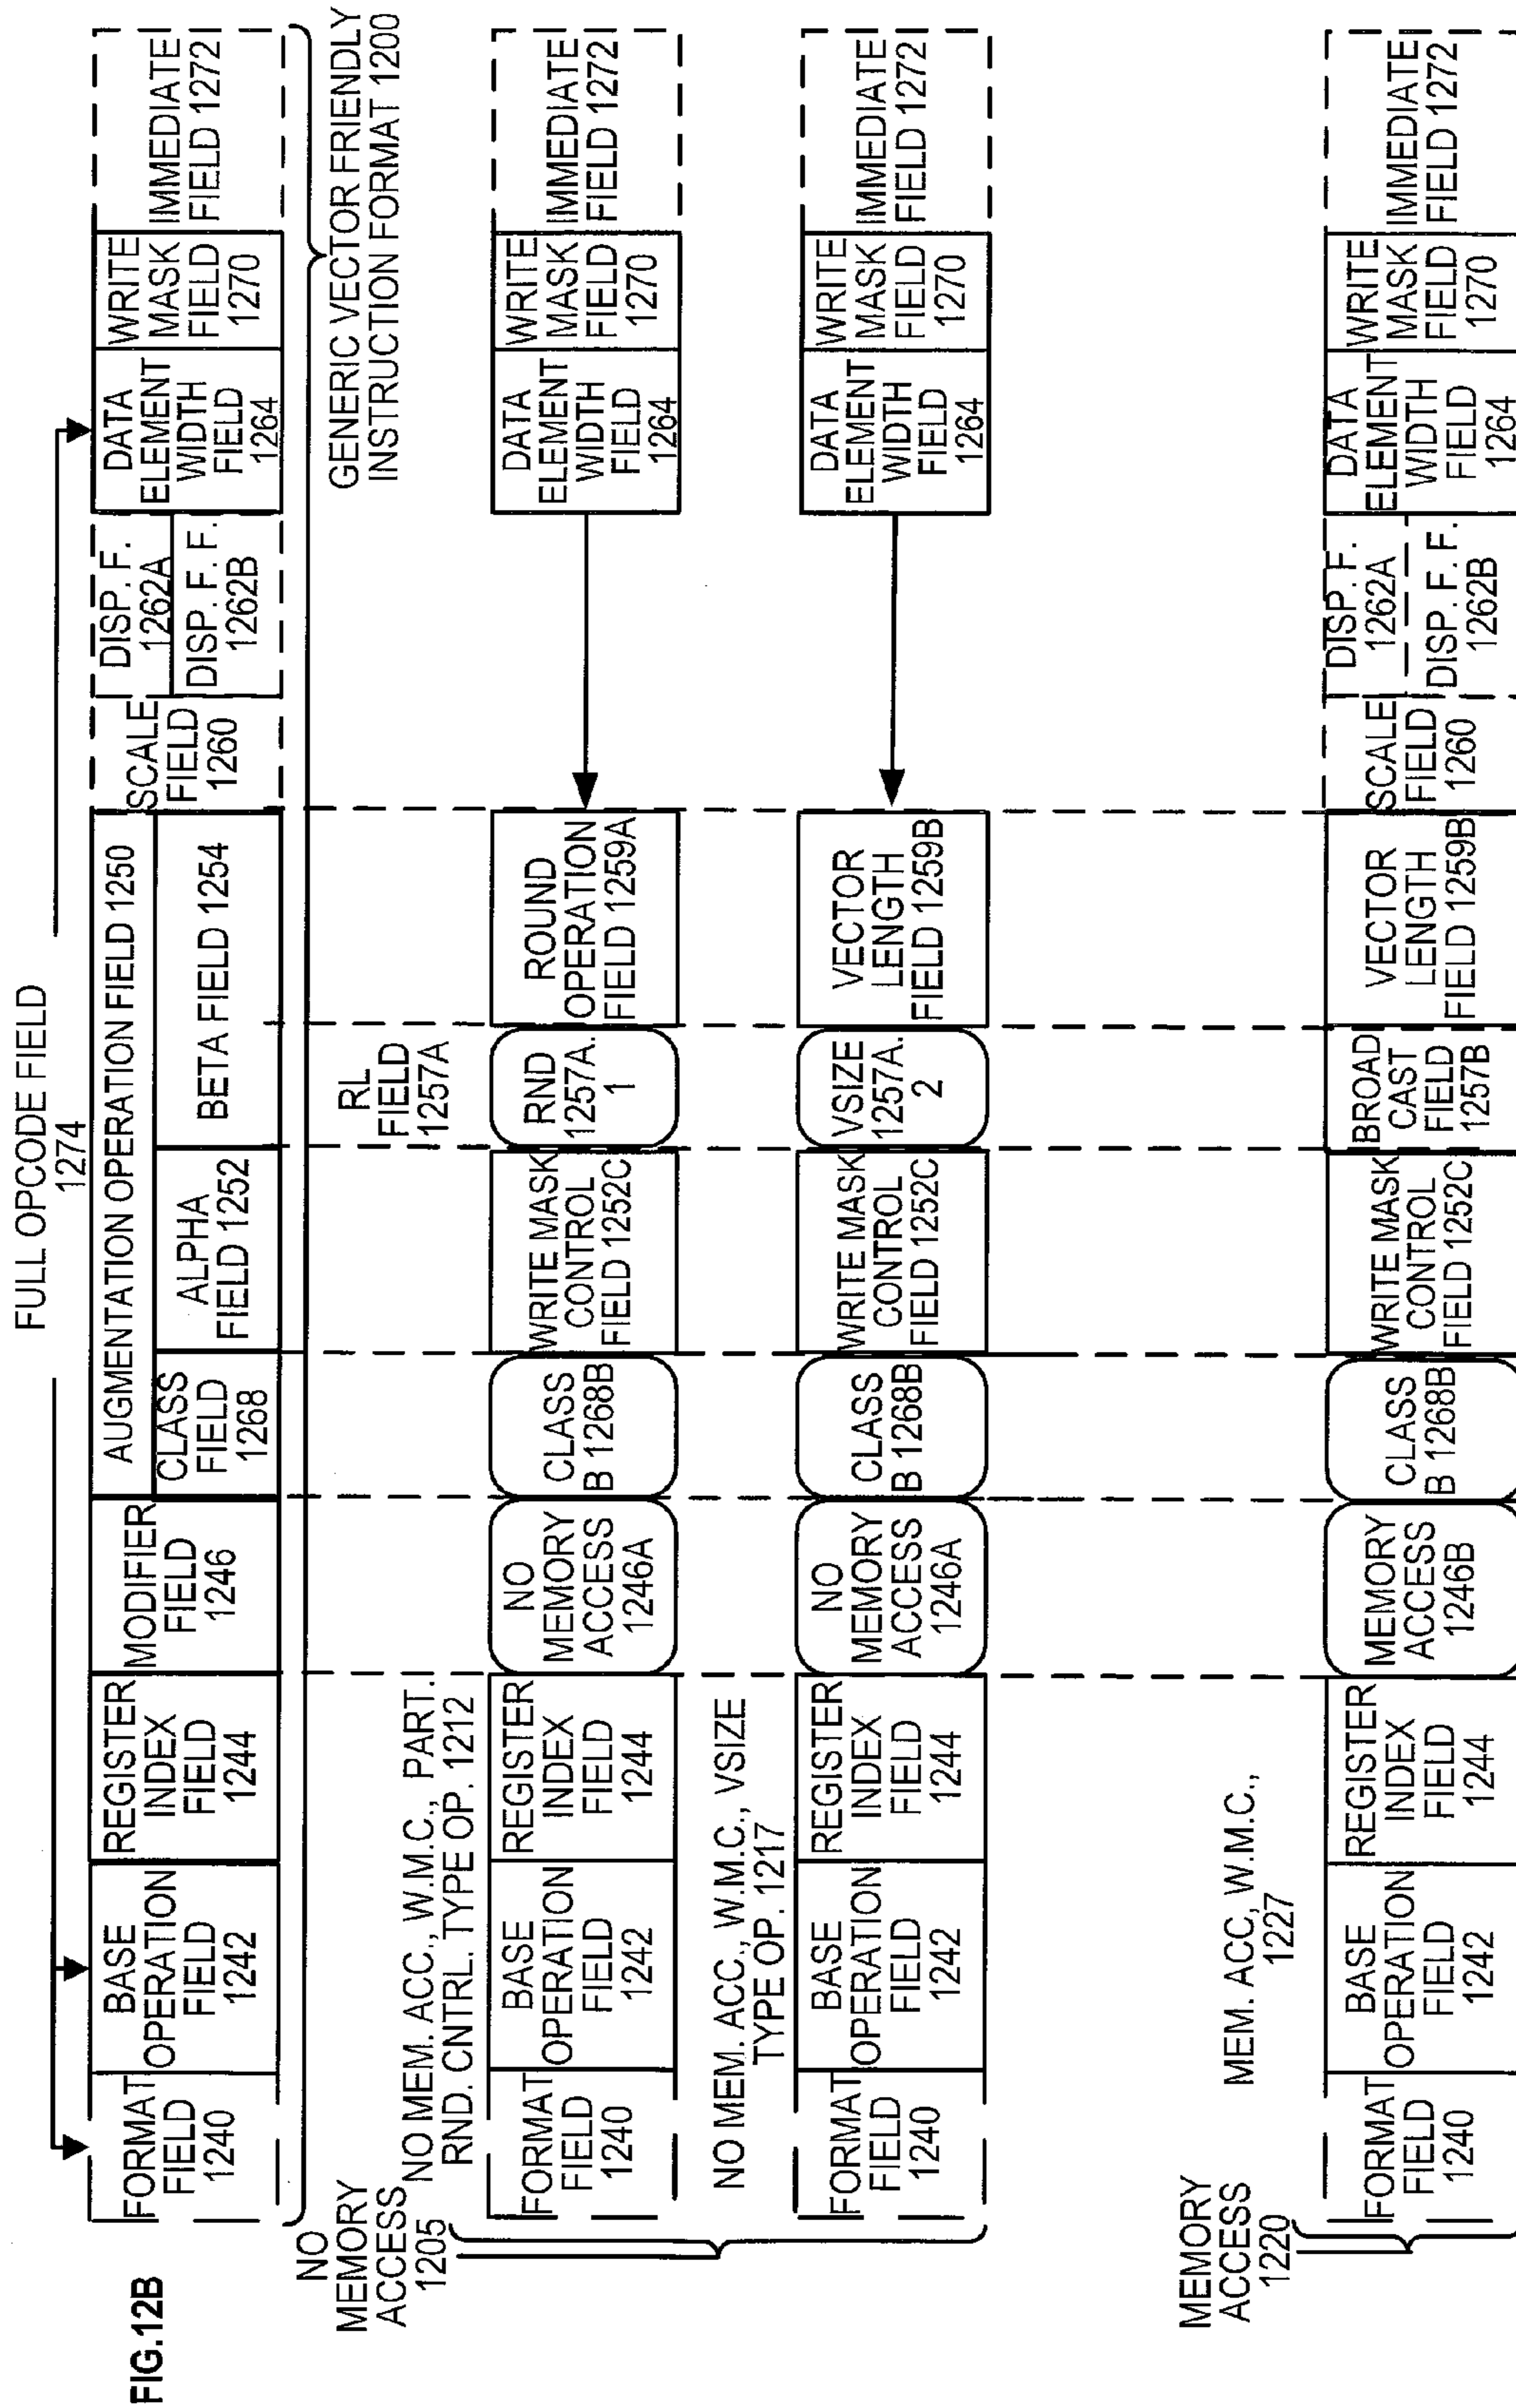 FIG.12B
FULL OPCODE FIELD
1274
FORMAT
FIELD
1240
BASE
OPERATION
FIELD
1242
REGISTER
INDEX
FIELD
1244
MODIFIER
FIELD
1246
AUGMENTATION OPERATION FIELD 1250
CLASS
FIELD
1268
ALPHA
FIELD 1252
BETA FIELD 1254
SCALE
FIELD
1260
DISP. F.
1262A
DISP. F. F.
1262B
DATA
ELEMENT
WIDTH
FIELD
1264
WRITE
MASK
FIELD
1270
IMMEDIATE
FIELD 1272
GENERIC VECTOR FRIENDLY
INSTRUCTION FORMAT 1200
NO
MEMORY
ACCESS
1205
NO MEM. ACC., W.M.C., PART.
RND. CNTRL. TYPE OP. 1212
RL
FIELD
1257A
FORMAT
FIELD
1240
BASE
OPERATION
FIELD
1242
REGISTER
INDEX
FIELD
1244
NO
MEMORY
ACCESS
1246A
CLASS
B 1268B
WRITE MASK
CONTROL
FIELD 1252C
RND
1257A.
1
ROUND
OPERATION
FIELD 1259A
DATA
ELEMENT
WIDTH
FIELD
1264
WRITE
MASK
FIELD
1270
IMMEDIATE
FIELD 1272
NO MEM. ACC., W.M.C., VSIZE
TYPE OP. 1217
FORMAT
FIELD
1240
BASE
OPERATION
FIELD
1242
REGISTER
INDEX
FIELD
1244
NO
MEMORY
ACCESS
1246A
CLASS
B 1268B
WRITE MASK
CONTROL
FIELD 1252C
VSIZE
1257A.
2
VECTOR
LENGTH
FIELD 1259B
DATA
ELEMENT
WIDTH
FIELD
1264
WRITE
MASK
FIELD
1270
IMMEDIATE
FIELD 1272
MEMORY
ACCESS
1220
MEM. ACC, W.M.C.,
1227
FORMAT
FIELD
1240
BASE
OPERATION
FIELD
1242
REGISTER
INDEX
FIELD
1244
MEMORY
ACCESS
1246B
CLASS
B 1268B
WRITE MASK
CONTROL
FIELD 1252C
BROAD
CAST
FIELD
1257B
VECTOR
LENGTH
FIELD 1259B
SCALE
FIELD
1260
DISP. F.
1262A
DISP. F. F.
1262B
DATA
ELEMENT
WIDTH
FIELD
1264
WRITE
MASK
FIELD
1270
IMMEDIATE
FIELD 1272